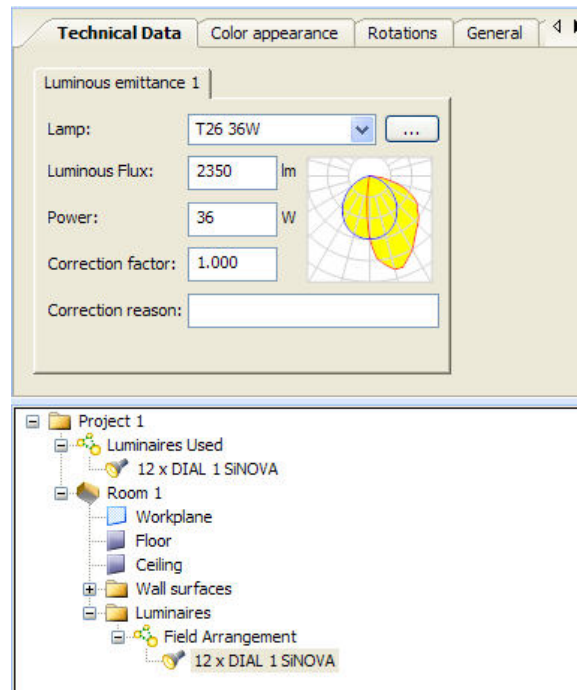 Technical Data Color appearance Rotations General
Luminous emittance 1
Lamp: T26 36W ...
Luminous Flux: 2350 lm
Power: 36 W
Correction factor: 1.000
Correction reason:
Project 1
Luminaires Used
12 x DIAL 1 SiNOVA
Room 1
Workplane
Floor
Ceiling
Wall surfaces
Luminaires
Field Arrangement
12 x DIAL 1 SiNOVA